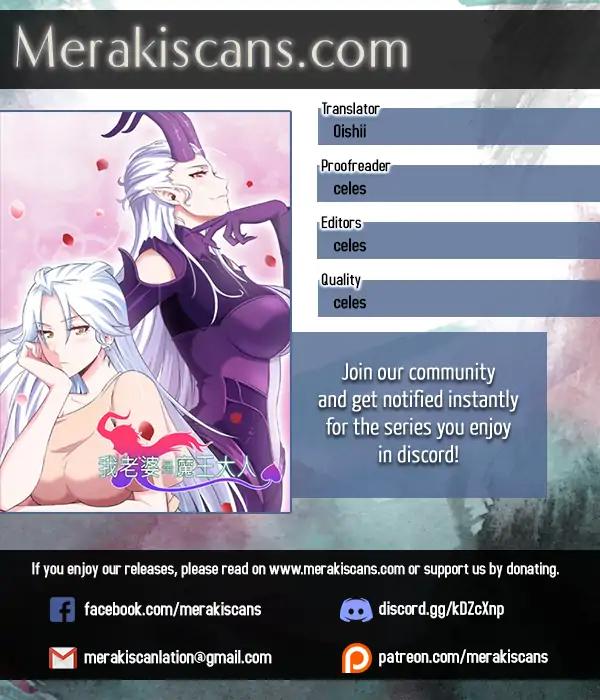 Merakiscans.com
Translator
Oishii
Proofreader
celes
Editors
celes
Quality
celes
Join our community
and get notified instantly
for the series you enjoy
in discord!
我老婆是魔王大人
If you enjoy our releases, please read on www.merakiscans.com or support us by donating.
facebook.com/merakiscans
discord.gg/kDZcXnp
merakiscanlation@gmail.com
patreon.com/merakiscans